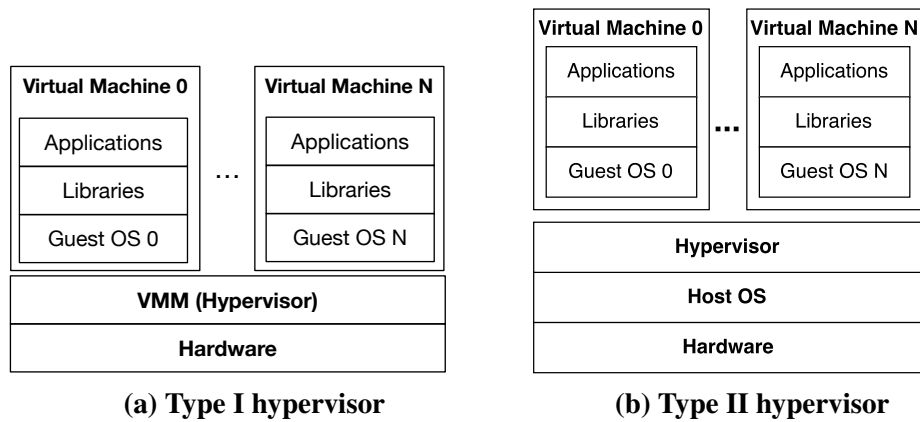 Virtual Machine 0
Applications
Libraries
Guest OS 0
...
Virtual Machine N
Applications
Libraries
Guest OS N
VMM (Hypervisor)
Hardware
(a) Type I hypervisor
Virtual Machine 0
Applications
Libraries
Guest OS 0
...
Virtual Machine N
Applications
Libraries
Guest OS N
Hypervisor
Host OS
Hardware
(b) Type II hypervisor